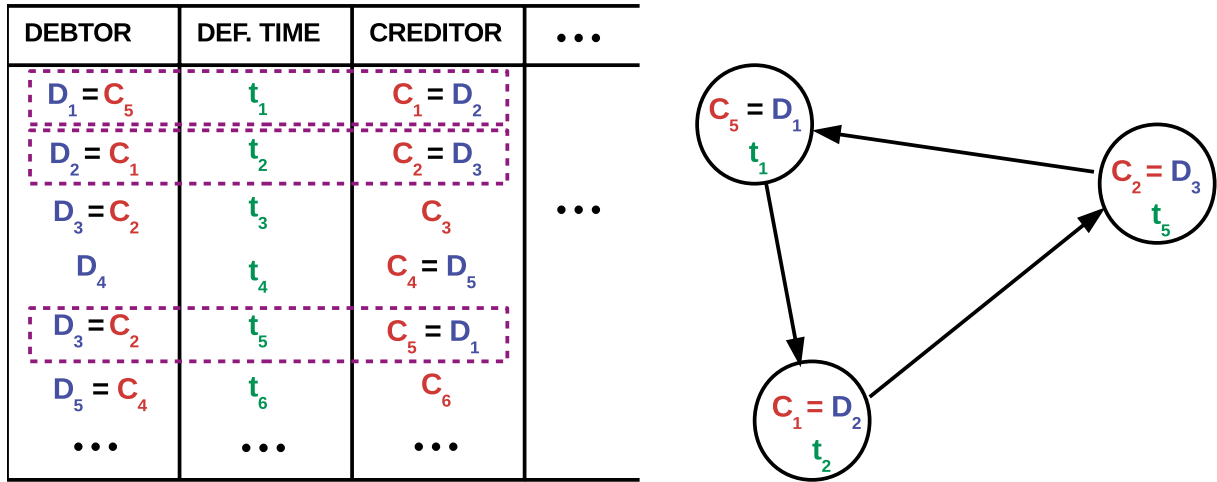 DEBTOR DEF. TIME CREDITOR •••
D₁ = C₅ t₁ C₁ = D₂
D₂ = C₁ t₂ C₂ = D₃
D₃ = C₂ t₃ C₃ •••
D₄ t₄ C₄ = D₅
D₃ = C₂ t₅ C₅ = D₁
D₅ = C₄ t₆ C₆
••• ••• •••
C₅ = D₁
t₁
C₂ = D₃
t₅
C₁ = D₂
t₂